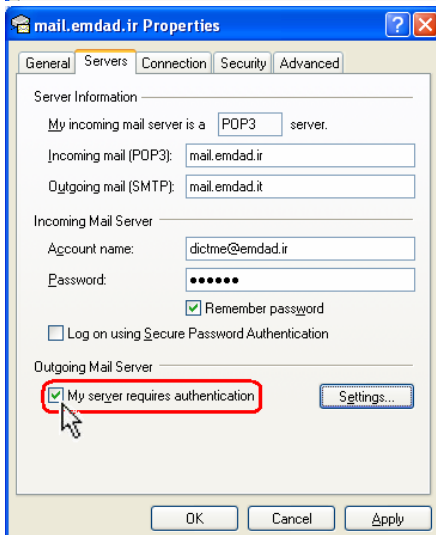 mail.emdad.ir Properties
General Servers Connection Security Advanced
Server Information
My incoming mail server is a POP3 server.
Incoming mail (POP3): mail.emdad.ir
Outgoing mail (SMTP): mail.emdad.it
Incoming Mail Server
Account name: dictme@emdad.ir
Password: ●●●●●●
Remember password
Log on using Secure Password Authentication
Outgoing Mail Server
My server requires authentication Settings...
OK Cancel Apply